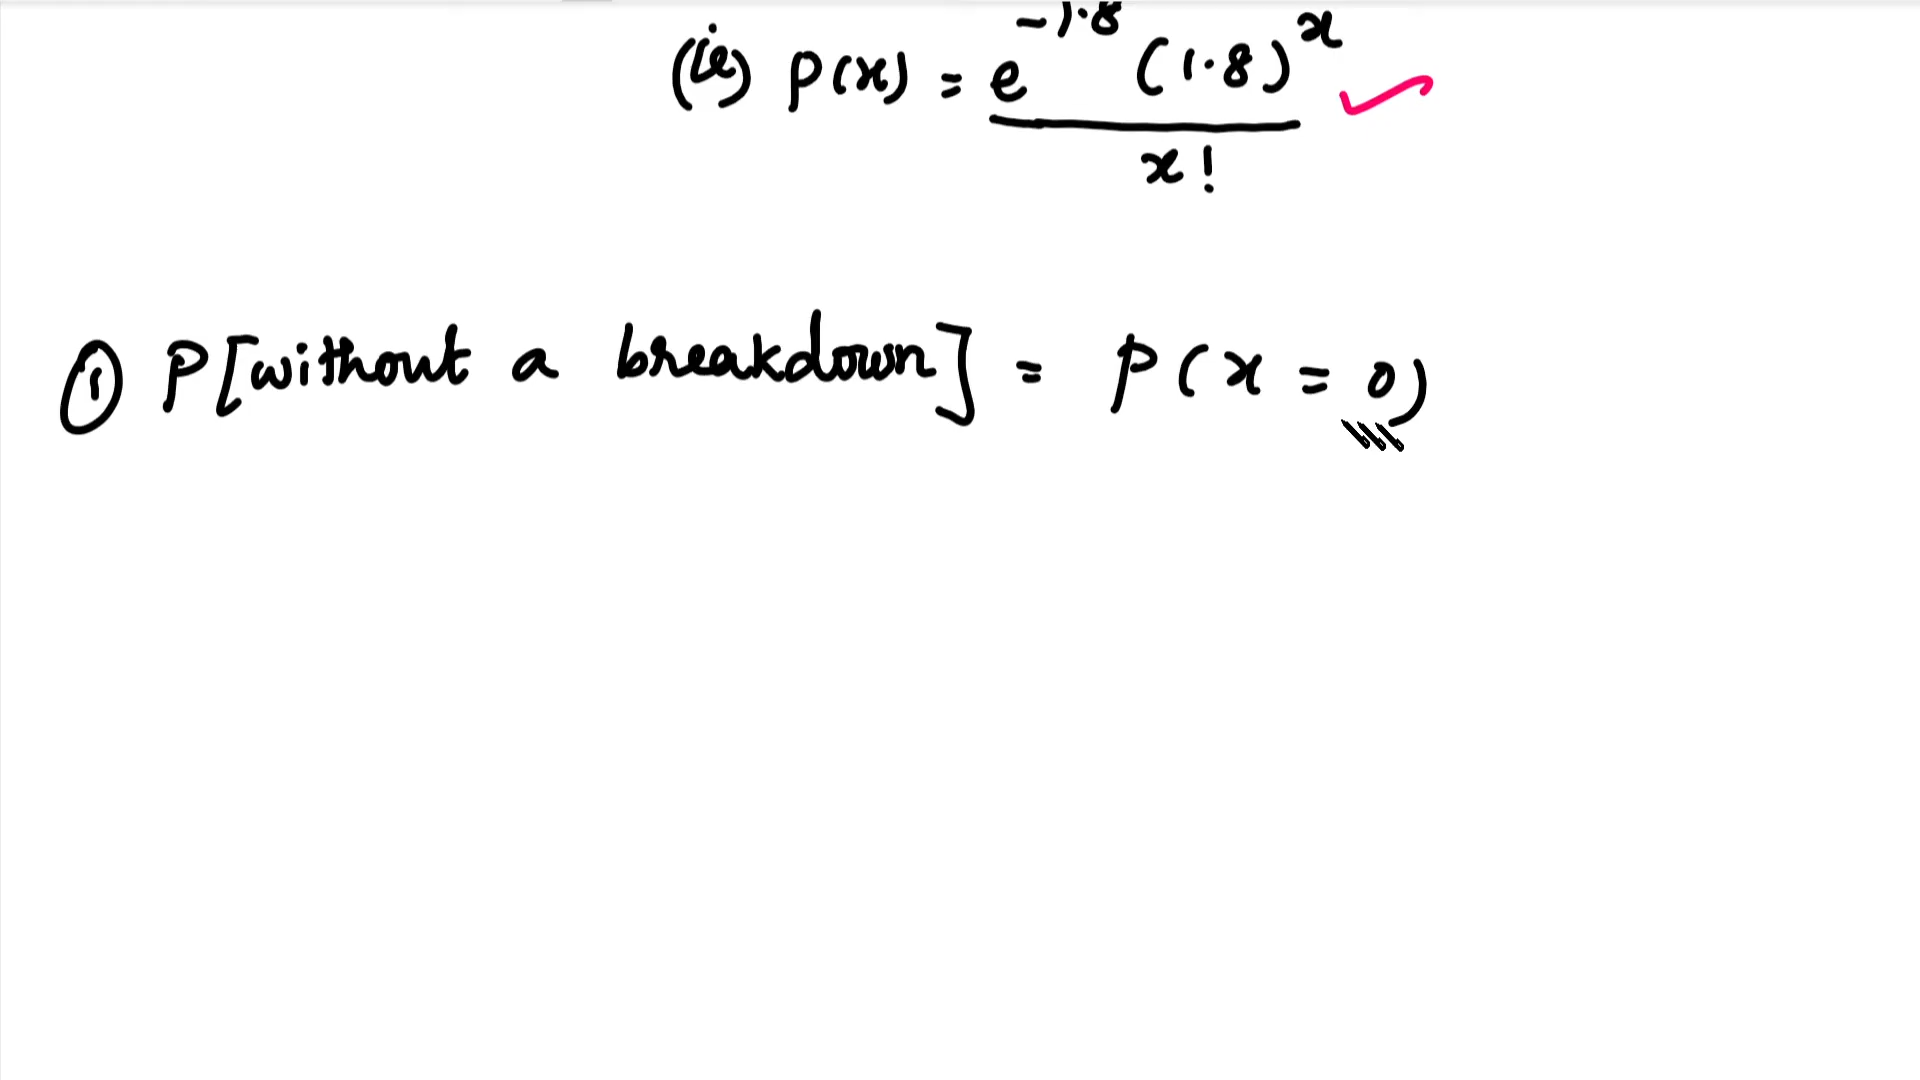 (ie) P(x) = e^-1.8 (1.8)^x
x!
① P[without a breakdown] = P(x = 0)